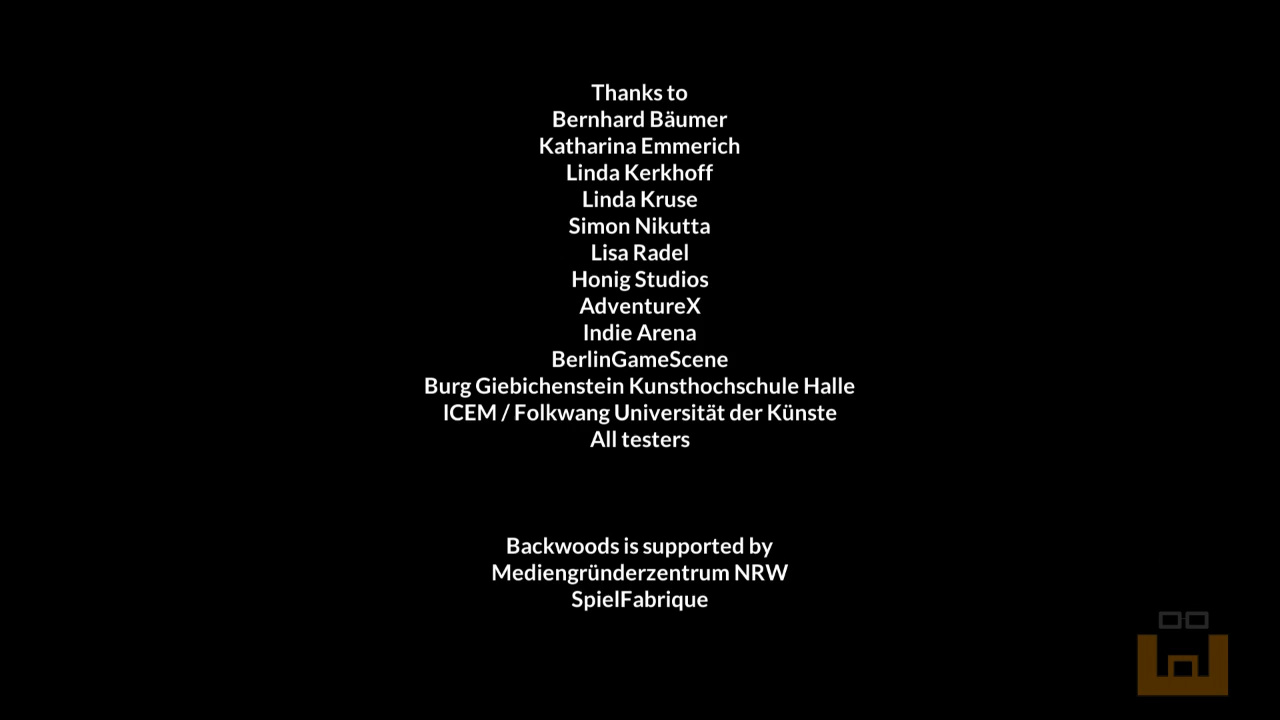 Thanks to
Bernhard Bäumer
Katharina Emmerich
Linda Kerkhoff
Linda Kruse
Simon Nikutta
Lisa Radel
Honig Studios
AdventureX
Indie Arena
BerlinGameScene
Burg Giebichenstein Kunsthochschule Halle
ICEM / Folkwang Universität der Künste
All testers
Backwoods is supported by
Mediengründerzentrum NRW
SpielFabrique